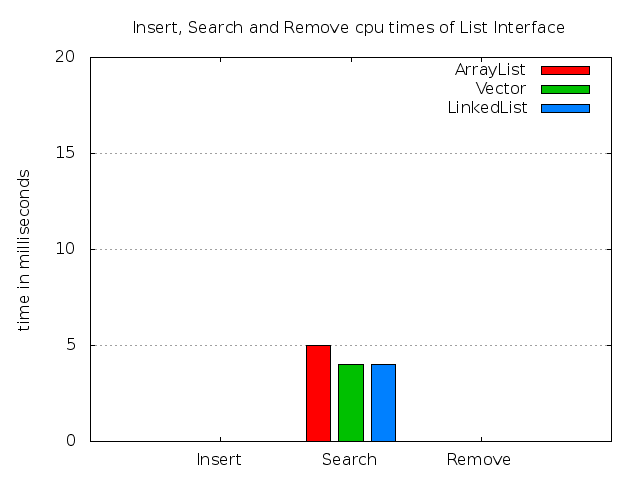 Insert, Search and Remove cpu times of List Interface
20
ArrayList
Vector
LinkedList
15
time in milliseconds
10
5
0
Insert Search Remove